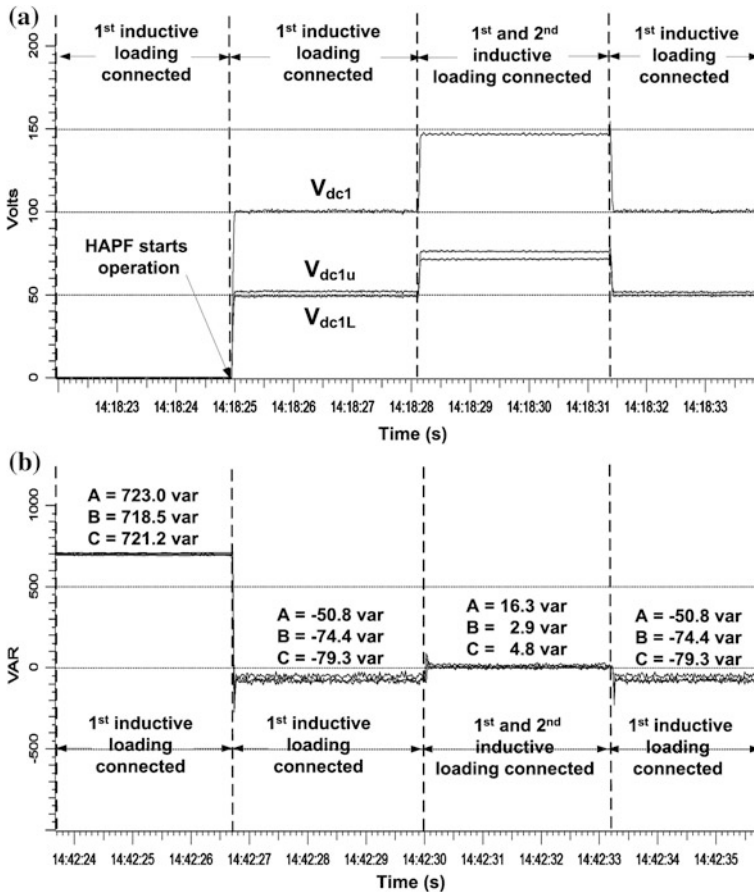 (a)
1st inductive loading connected
1st inductive loading connected
1st and 2nd inductive loading connected
1st inductive loading connected
200
150
100
50
0
Volts
Vdc1
HAPF starts operation
Vdc1u
Vdc1L
14:18:23 14:18:24 14:18:25 14:18:26 14:18:27 14:18:28 14:18:29 14:18:30 14:18:31 14:18:32 14:18:33
Time (s)
(b)
1000
500
0
-500
VAR
A = 723.0 var
B = 718.5 var
C = 721.2 var
A = -50.8 var
B = -74.4 var
C = -79.3 var
A = 16.3 var
B = 2.9 var
C = 4.8 var
A = -50.8 var
B = -74.4 var
C = -79.3 var
1st inductive loading connected
1st inductive loading connected
1st and 2nd inductive loading connected
1st inductive loading connected
14:42:24 14:42:26 14:42:27 14:42:28 14:42:29 14:42:30 14:42:31 14:42:32 14:42:33 14:42:34 14:42:35
Time (s)